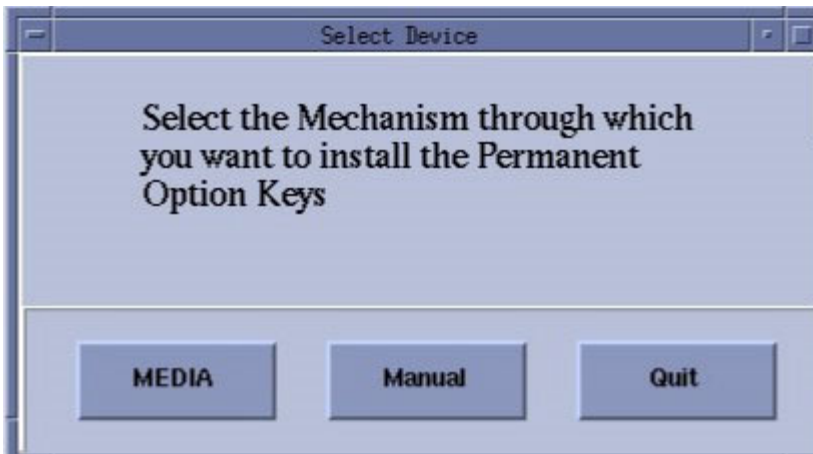 Select Device
Select the Mechanism through which
you want to install the Permanent
Option Keys
MEDIA
Manual
Quit